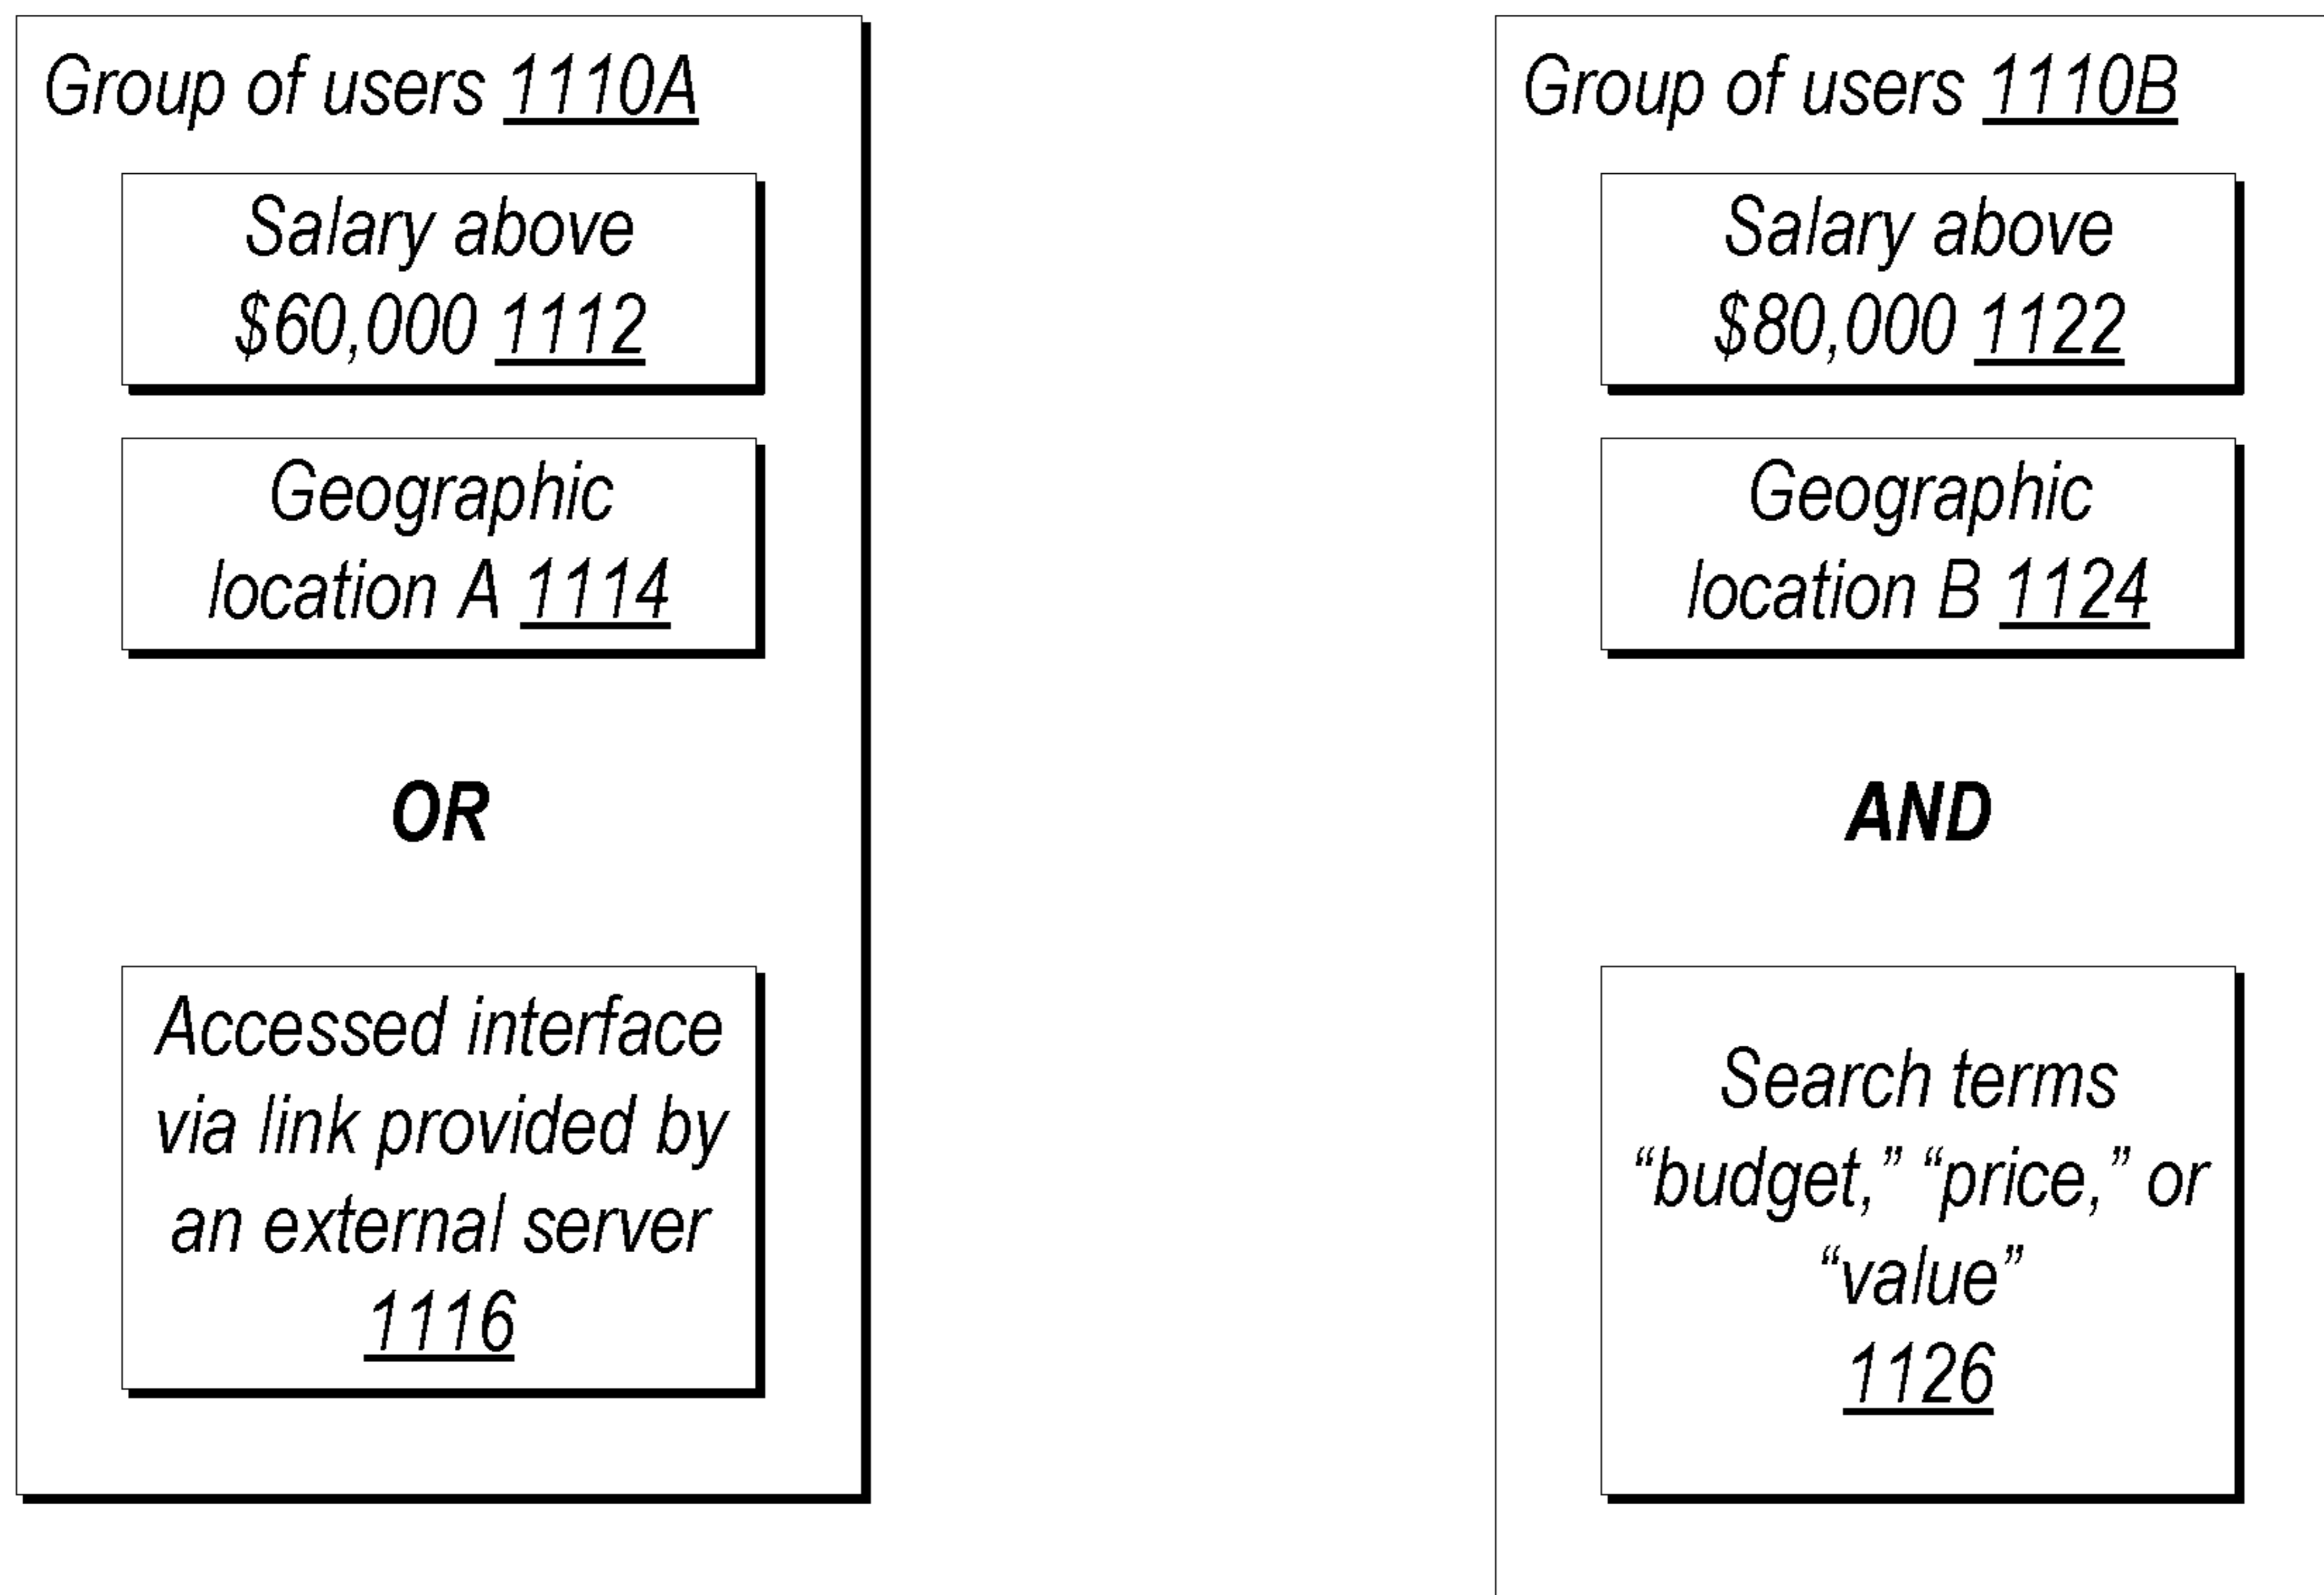 Group of users 1110A
Salary above
$60,000 1112
Geographic
location A 1114
OR
Accessed interface
via link provided by
an external server
1116
Group of users 1110B
Salary above
$80,000 1122
Geographic
location B 1124
AND
Search terms
“budget,” “price,” or
“value”
1126